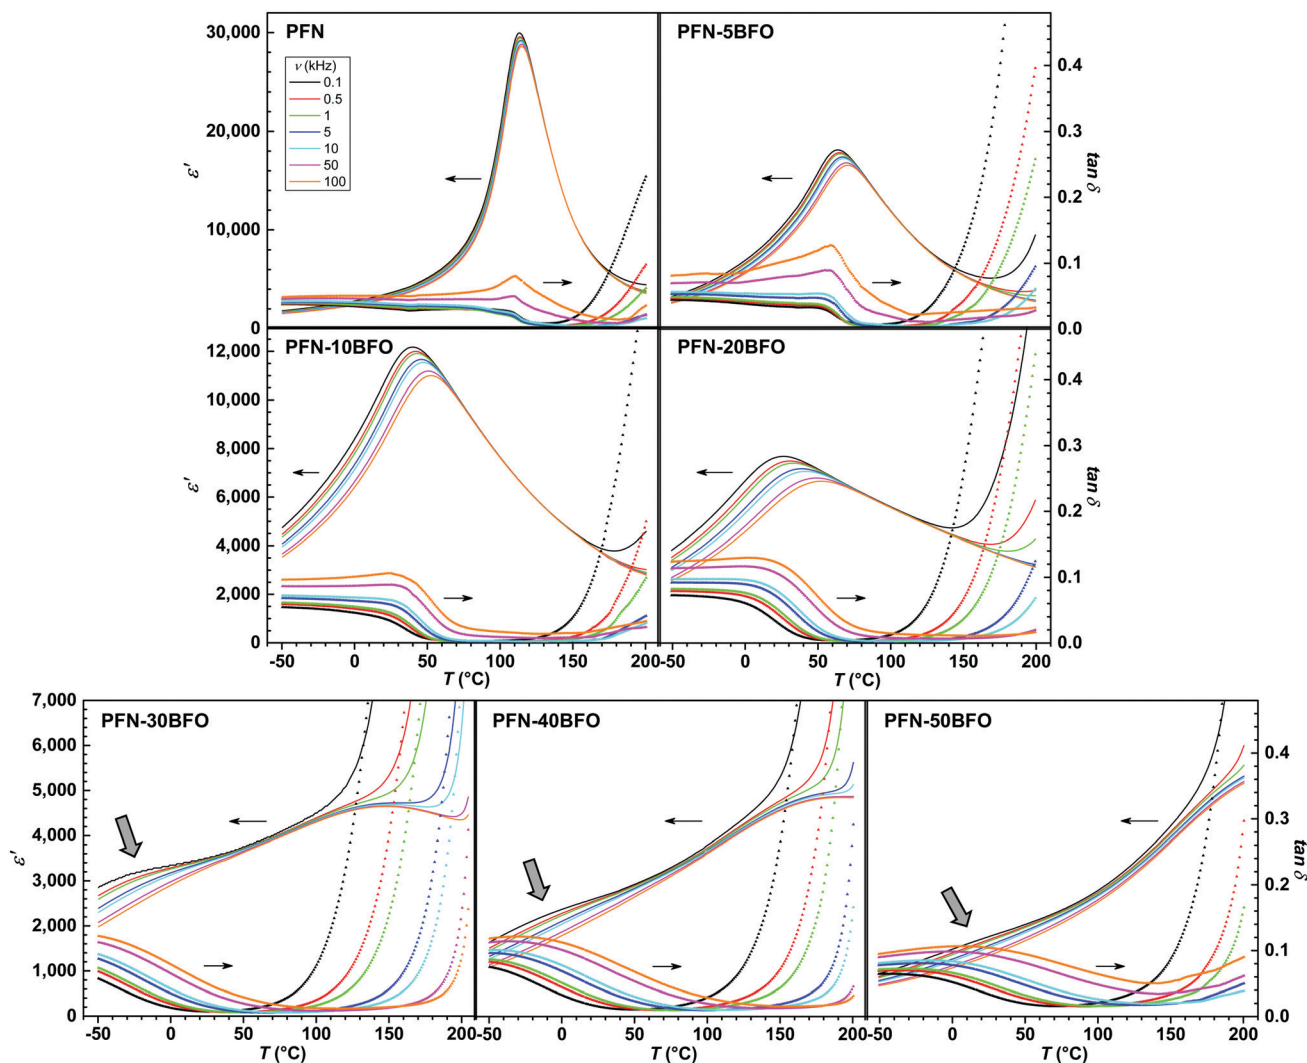 PFN
PFN-5BFO
30,000
ν (kHz)
0.1
0.5
1
5
10
50
100
20,000
10,000
0
ε'
0.4
0.3
0.2
0.1
0.0
tan δ
PFN-10BFO
PFN-20BFO
12,000
10,000
8,000
6,000
4,000
2,000
0
ε'
0.4
0.3
0.2
0.1
0.0
tan δ
-50 0 50 100 150 200
-50 0 50 100 150 200
T (°C)
T (°C)
PFN-30BFO
PFN-40BFO
PFN-50BFO
7,000
6,000
5,000
4,000
3,000
2,000
1,000
0
ε'
0.4
0.3
0.2
0.1
0.0
tan δ
-50 0 50 100 150 200
-50 0 50 100 150 200
-50 0 50 100 150 200
T (°C)
T (°C)
T (°C)